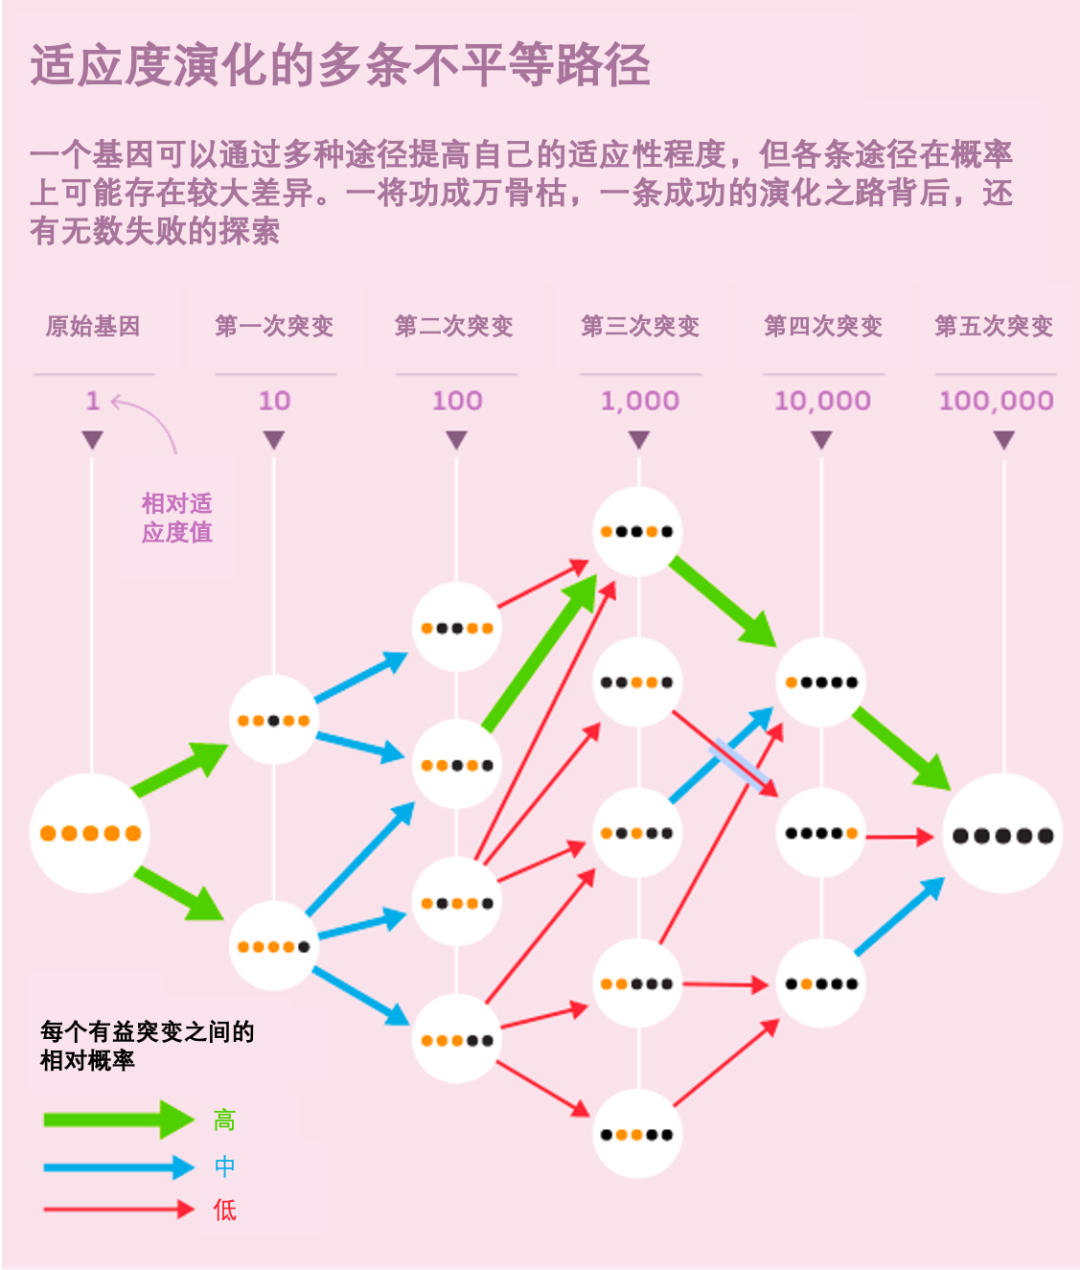 适应度演化的多条不平等路径
一个基因可以通过多种途径提高自己的适应性程度，但各条途径在概率
上可能存在较大差异。一将功成万骨枯，一条成功的演化之路背后，还
有无数失败的探索
原始基因 第一次突变 第二次突变 第三次突变 第四次突变 第五次突变
1 10 100 1,000 10,000 100,000
相对适
应度值
每个有益突变之间的
相对概率
高
中
低